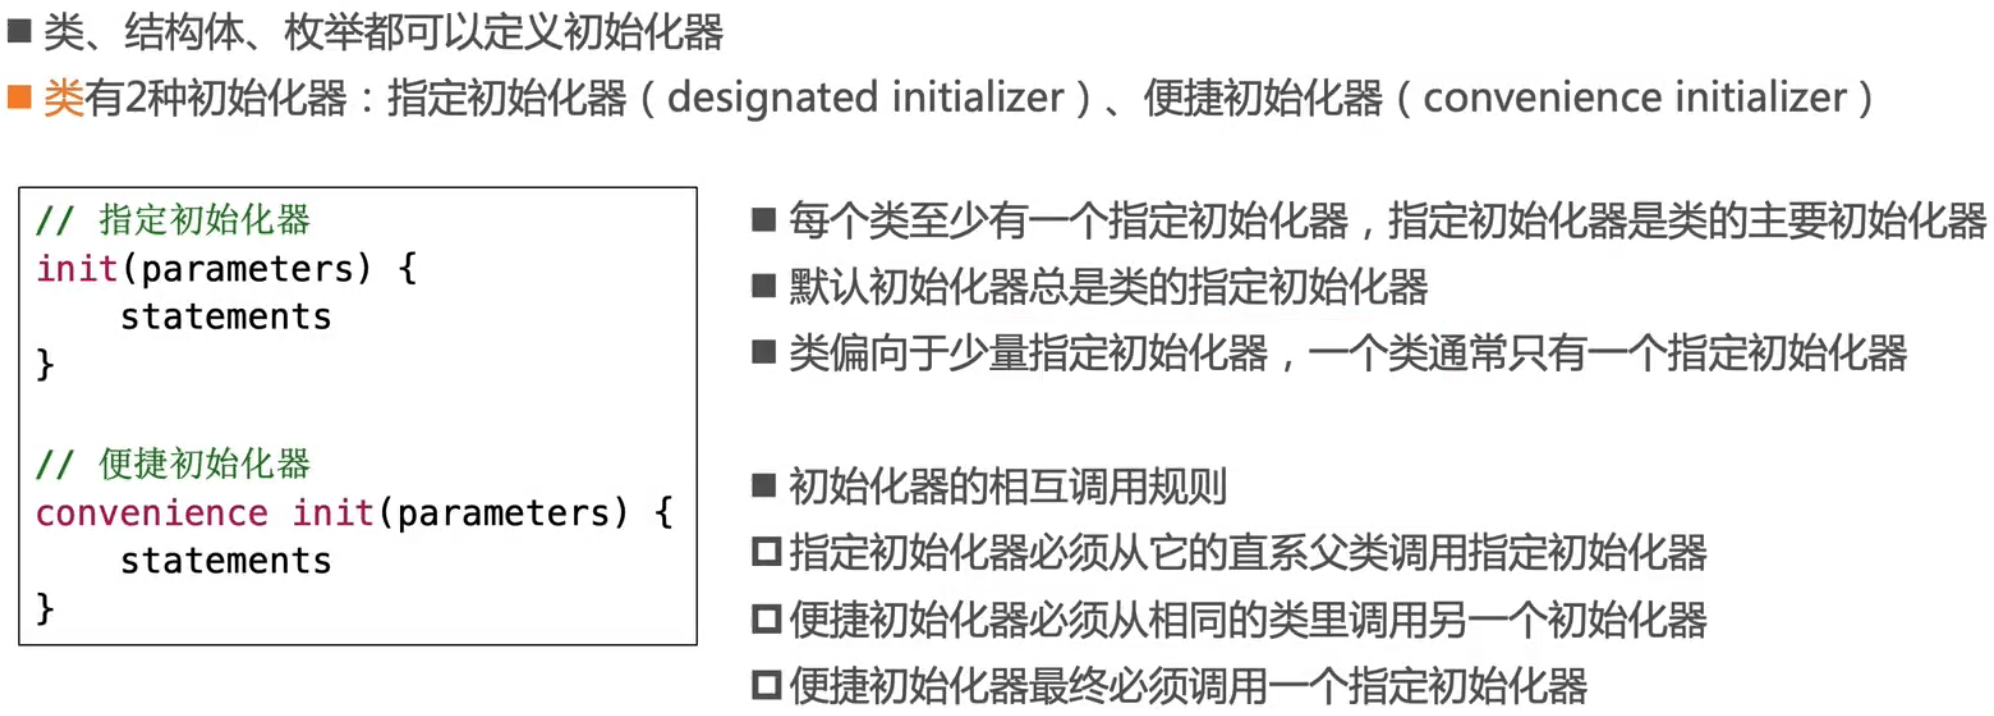 类、结构体、枚举都可以定义初始化器
类有2种初始化器：指定初始化器（designated initializer）、便捷初始化器（convenience initializer）
// 指定初始化器
init(parameters) {
    statements
}
// 便捷初始化器
convenience init(parameters) {
    statements
}
每个类至少有一个指定初始化器，指定初始化器是类的主要初始化器
默认初始化器总是类的指定初始化器
类偏向于少量指定初始化器，一个类通常只有一个指定初始化器
初始化器的相互调用规则
指定初始化器必须从它的直系父类调用指定初始化器
便捷初始化器必须从相同的类里调用另一个初始化器
便捷初始化器最终必须调用一个指定初始化器